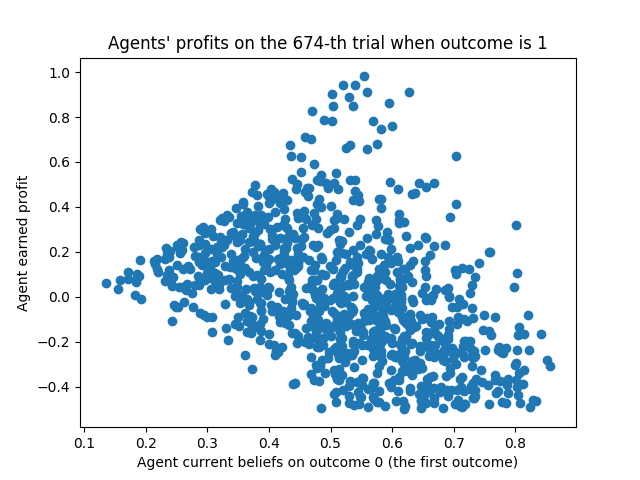 Agents' profits on the 674-th trial when outcome is 1
1.0
0.8
0.6
0.4
0.2
0.0
−0.2
−0.4
Agent earned profit
0.1 0.2 0.3 0.4 0.5 0.6 0.7 0.8
Agent current beliefs on outcome 0 (the first outcome)